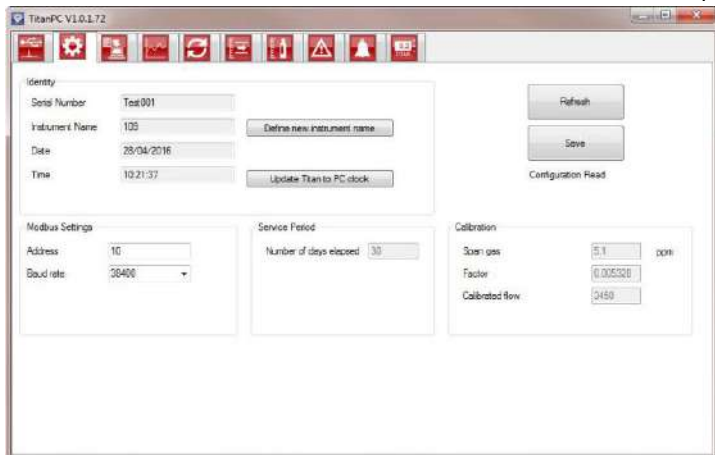 TitanPC V1.0.1.72
Identity
Serial Number Test001
Instrument Name 103 Define new instrument name
Date 28/04/2016
Time 10:21:37 Update Titan to PC clock
Refresh
Save
Configuration Read
Modbus Settings
Address 10
Baud rate 38400
Service Period
Number of days elapsed 30
Calibration
Span gas 5.1 ppm
Factor 0.005328
Calibrated flow 3450